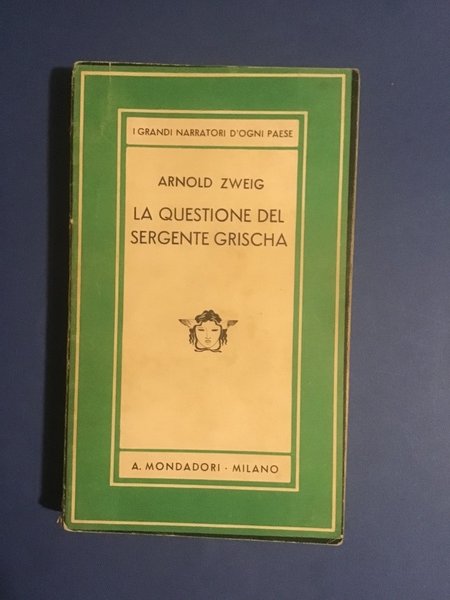 I GRANDI NARRATORI D'OGNI PAESE
ARNOLD ZWEIG
LA QUESTIONE DEL
SERGENTE GRISCHA
A. MONDADORI · MILANO